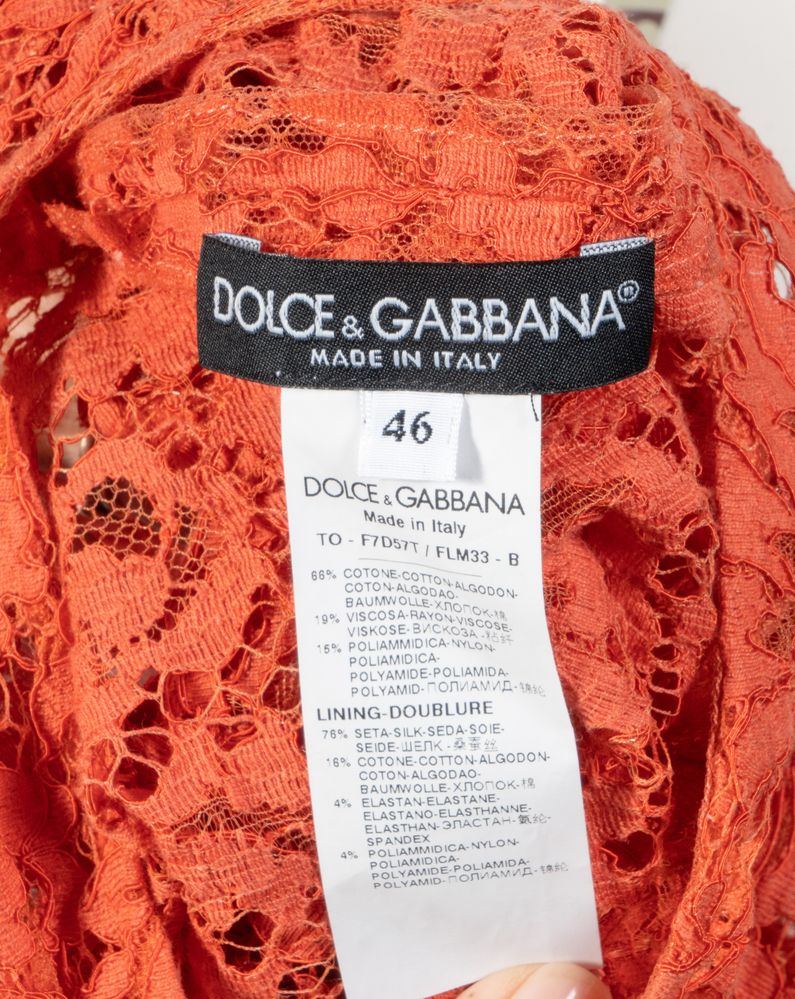 DOLCE & GABBANA®
MADE IN ITALY
46
DOLCE & GABBANA
Made in Italy
TO - F7D57T / FLM33 - B
66% COTONE-COTTON-ALGODON-
COTON-ALGODAO-
BAUMWOLLE-ХЛОПОК-棉
19% VISCOSA-RAYON-VISCOSE-
VISKOSE-ВИСКОЗА-粘纤
15% POLIAMMIDICA-NYLON-
POLIAMIDICA-
POLYAMIDE-POLIAMIDA-
POLYAMID-ПОЛИАМИД-锦纶
LINING-DOUBLURE
76% SETA-SILK-SEDA-SOIE-
SEIDE-ШЕЛК-桑蚕丝
16% COTONE-COTTON-ALGODON-
COTON-ALGODAO-
BAUMWOLLE-ХЛОПОК-棉
4% ELASTAN-ELASTANE-
ELASTANO-ELASTHANNE-
ELASTHAN-ЭЛАСТАН-氨纶-
SPANDEX
4% POLIAMMIDICA-NYLON-
POLIAMIDICA-
POLYAMIDE-POLIAMIDA-
POLYAMID-ПОЛИАМИД-锦纶